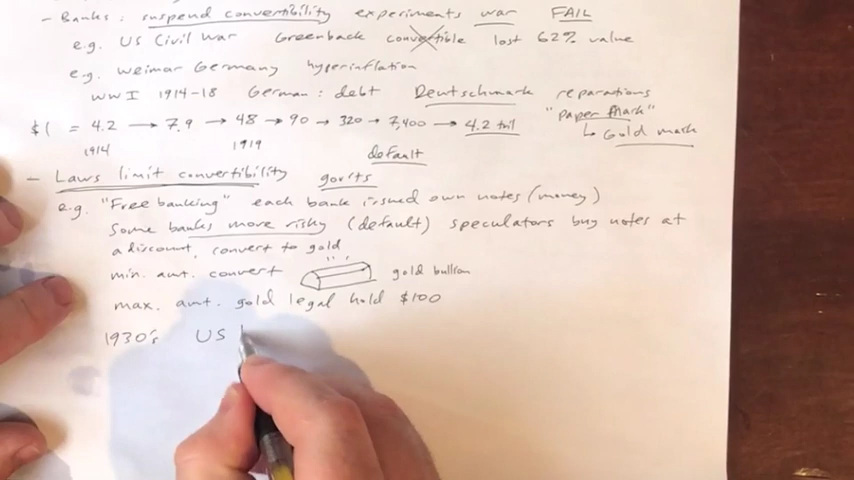 - Banks: suspend convertibility experiments war FAIL
e.g. US Civil War Greenback convertible lost 62% value
e.g. Weimar Germany hyperinflation
WWI 1914-18 German: debt Deutschmark reparations
"Paper Mark"
$1 = 4.2 → 7.9 → 48 → 90 → 320 → 7,400 → 4.2 tril ↳ Gold mark
1914 1919 default
- Laws limit convertibility gov'ts
e.g. "Free banking" each bank issued own notes (money)
Some banks more risky (default) speculators buy notes at
a discount, convert to gold
min. amt. convert gold bullion
max. amt. gold legal hold $100
1930's US